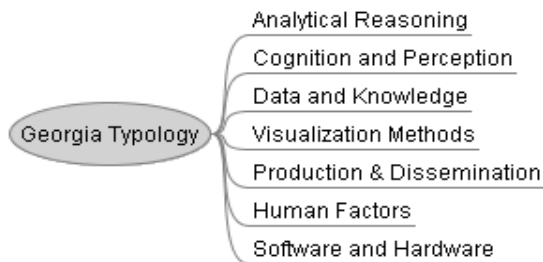 Analytical Reasoning
Cognition and Perception
Data and Knowledge
Georgia Typology
Visualization Methods
Production & Dissemination
Human Factors
Software and Hardware